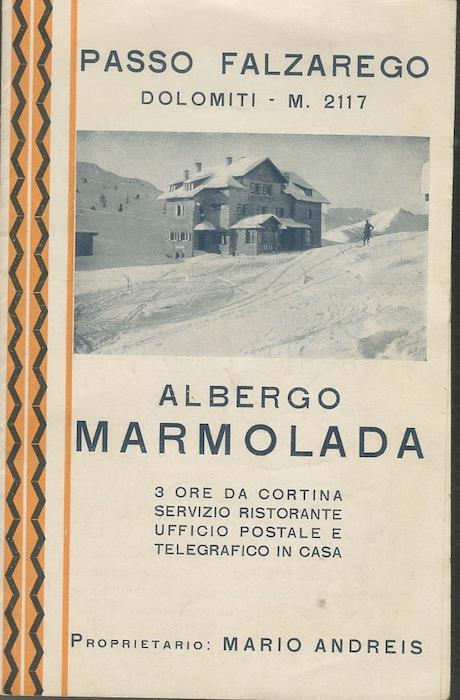 PASSO FALZAREGO
DOLOMITI - M. 2117
ALBERGO
MARMOLADA
3 ORE DA CORTINA
SERVIZIO RISTORANTE
UFFICIO POSTALE E
TELEGRAFICO IN CASA
PROPRIETARIO: MARIO ANDREIS